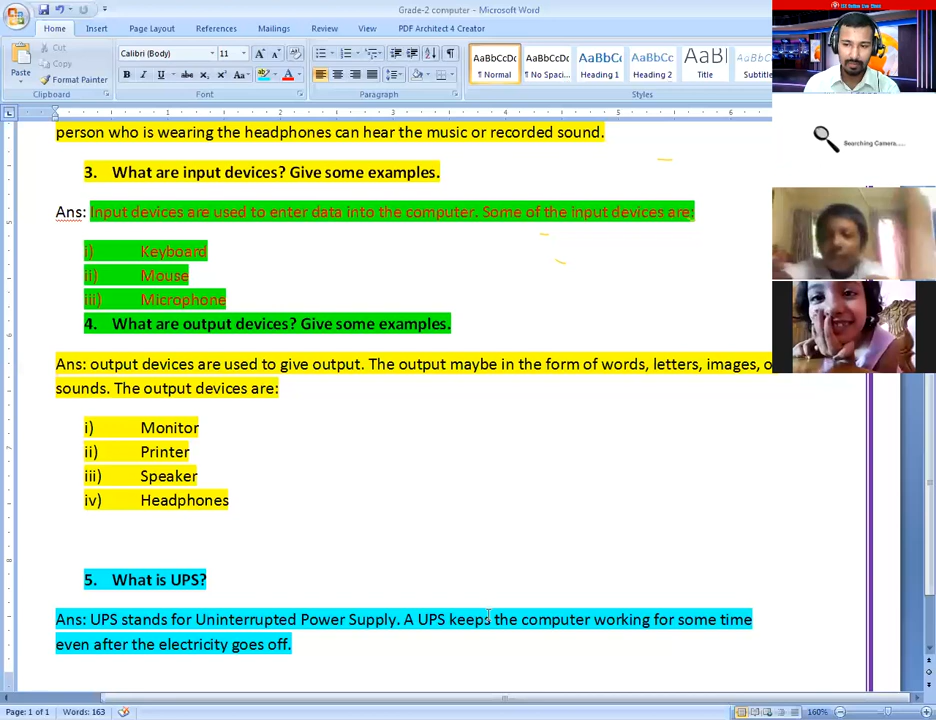 Grade-2 computer - Microsoft Word
Home Insert Page Layout References Mailings Review View PDF Architect 4 Creator
Paste
Cut
Copy
Format Painter
Clipboard
Calibri (Body) 11
Font
Paragraph
AaBbCcDc AaBbCcDc AaBbCc AaBbCc AaBl
¶ Normal ¶ No Spaci... Heading 1 Heading 2 Title Subtitle
Styles
person who is wearing the headphones can hear the music or recorded sound.
3. What are input devices? Give some examples.
Ans: Input devices are used to enter data into the computer. Some of the input devices are:
i) Keyboard
ii) Mouse
iii) Microphone
4. What are output devices? Give some examples.
Ans: output devices are used to give output. The output maybe in the form of words, letters, images, o
sounds. The output devices are:
i) Monitor
ii) Printer
iii) Speaker
iv) Headphones
5. What is UPS?
Ans: UPS stands for Uninterrupted Power Supply. A UPS keeps the computer working for some time
even after the electricity goes off.
Searching Camera.....
Page: 1 of 1 Words: 163 160%